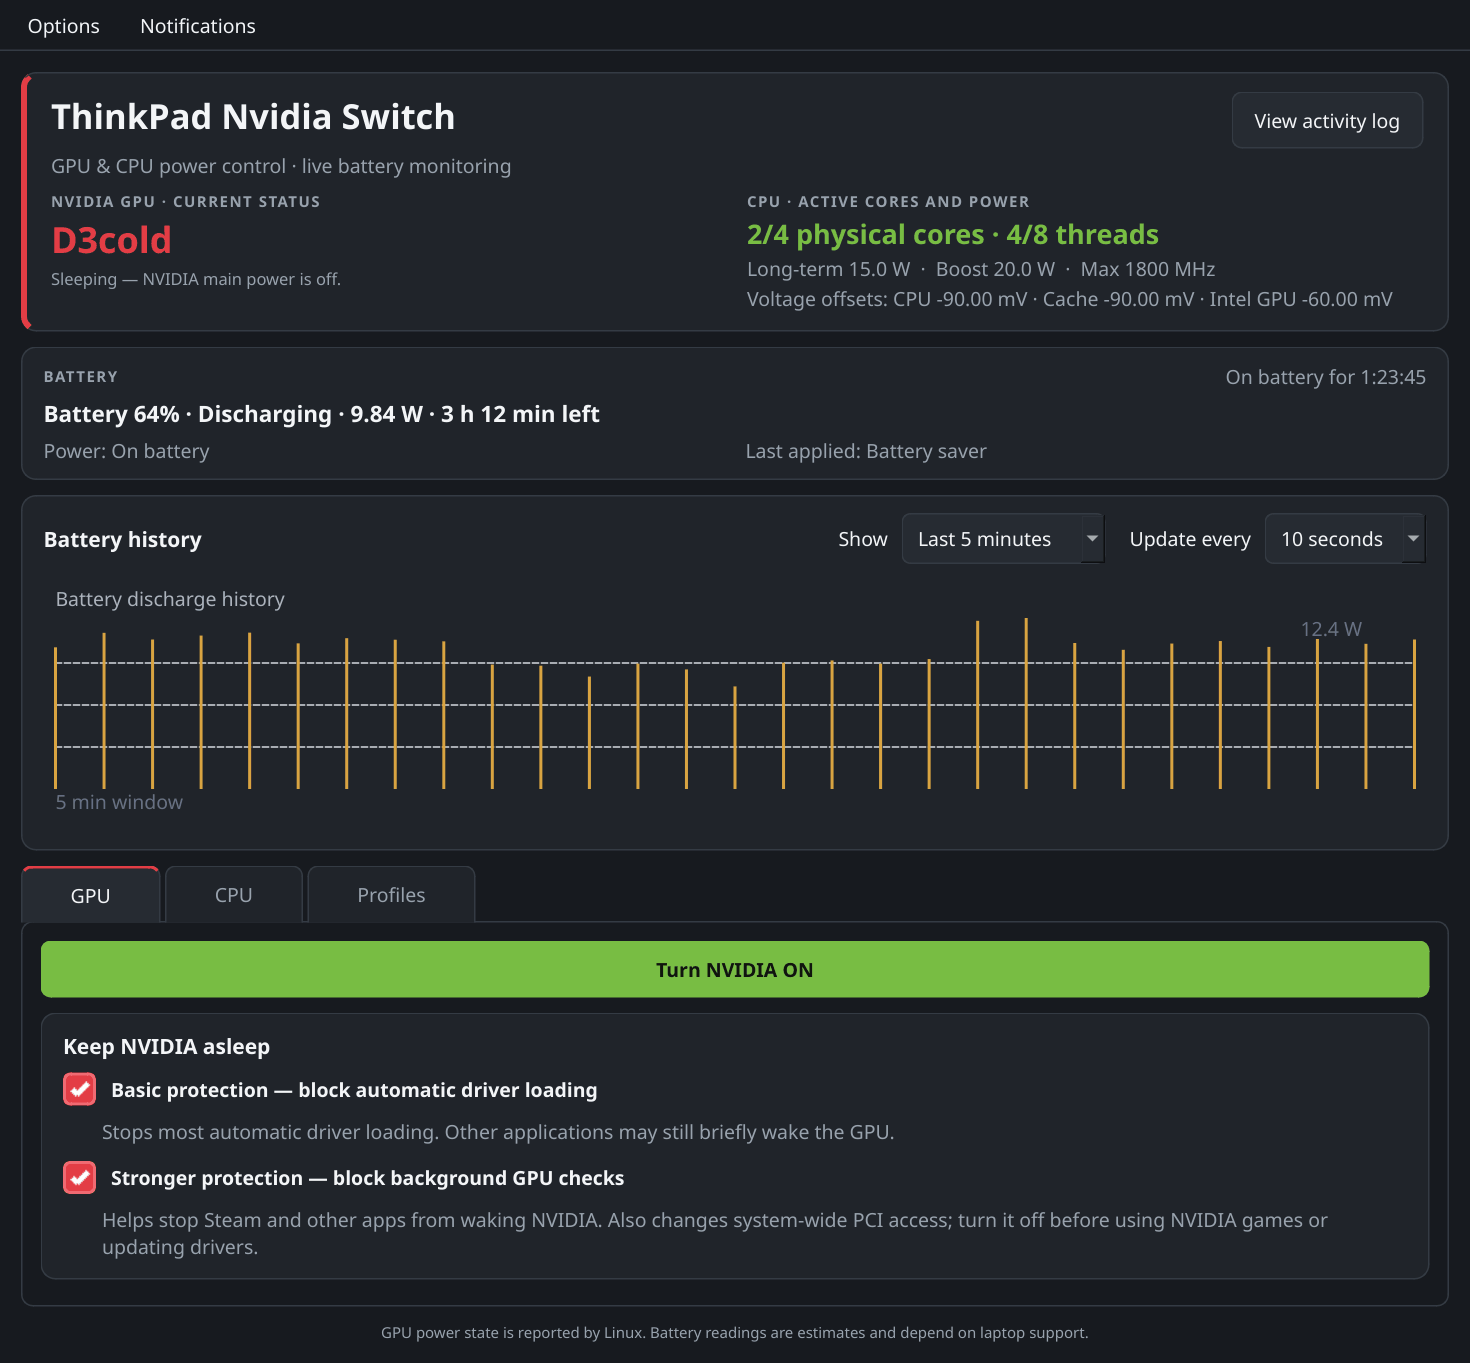 Options Notifications
ThinkPad Nvidia Switch
View activity log
GPU & CPU power control · live battery monitoring
NVIDIA GPU · CURRENT STATUS
D3cold
Sleeping — NVIDIA main power is off.
CPU · ACTIVE CORES AND POWER
2/4 physical cores · 4/8 threads
Long-term 15.0 W · Boost 20.0 W · Max 1800 MHz
Voltage offsets: CPU -90.00 mV · Cache -90.00 mV · Intel GPU -60.00 mV
BATTERY
On battery for 1:23:45
Battery 64% · Discharging · 9.84 W · 3 h 12 min left
Power: On battery
Last applied: Battery saver
Battery history
Show Last 5 minutes Update every 10 seconds
Battery discharge history
12.4 W
5 min window
GPU CPU Profiles
Turn NVIDIA ON
Keep NVIDIA asleep
Basic protection — block automatic driver loading
Stops most automatic driver loading. Other applications may still briefly wake the GPU.
Stronger protection — block background GPU checks
Helps stop Steam and other apps from waking NVIDIA. Also changes system-wide PCI access; turn it off before using NVIDIA games or
updating drivers.
GPU power state is reported by Linux. Battery readings are estimates and depend on laptop support.